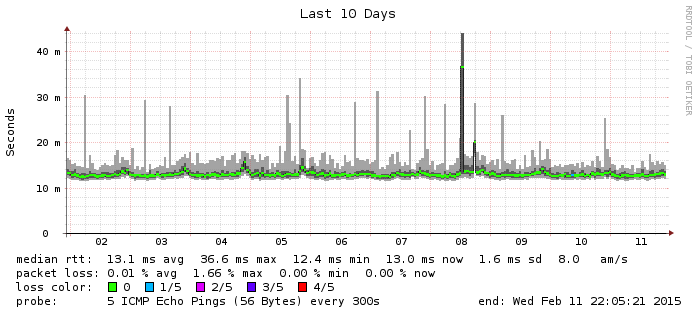 Last 10 Days
RRDTOOL / TOBI OETIKER
Seconds
40 m
30 m
20 m
10 m
0
02 03 04 05 06 07 08 09 10 11
median rtt: 13.1 ms avg 36.6 ms max 12.4 ms min 13.0 ms now 1.6 ms sd 8.0 am/s
packet loss: 0.01 % avg 1.66 % max 0.00 % min 0.00 % now
loss color: 0 1/5 2/5 3/5 4/5
probe: 5 ICMP Echo Pings (56 Bytes) every 300s end: Wed Feb 11 22:05:21 2015